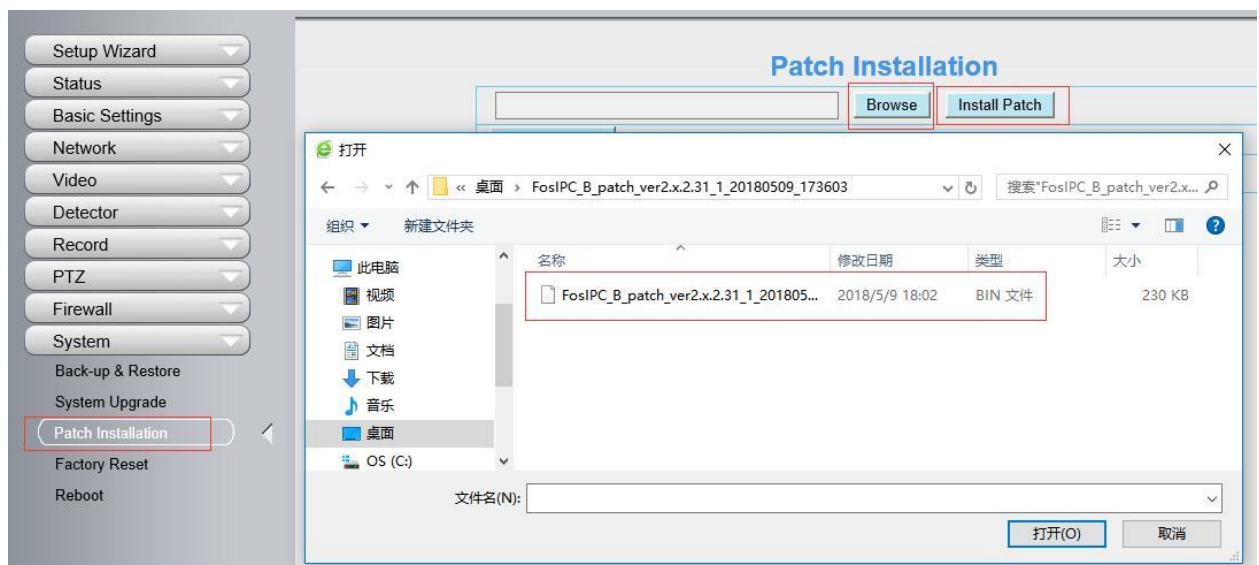 Setup Wizard
Status
Basic Settings
Network
Video
Detector
Record
PTZ
Firewall
System
Back-up & Restore
System Upgrade
Patch Installation
Factory Reset
Reboot
Patch Installation
Browse
Install Patch
打开
« 桌面 › FosIPC_B_patch_ver2.x.2.31_1_20180509_173603
搜索"FosIPC_B_patch_ver2.x...
组织 新建文件夹
此电脑
视频
图片
文档
下载
音乐
桌面
OS (C:)
名称 修改日期 类型 大小
FosIPC_B_patch_ver2.x.2.31_1_201805... 2018/5/9 18:02 BIN 文件 230 KB
文件名(N):
打开(O) 取消